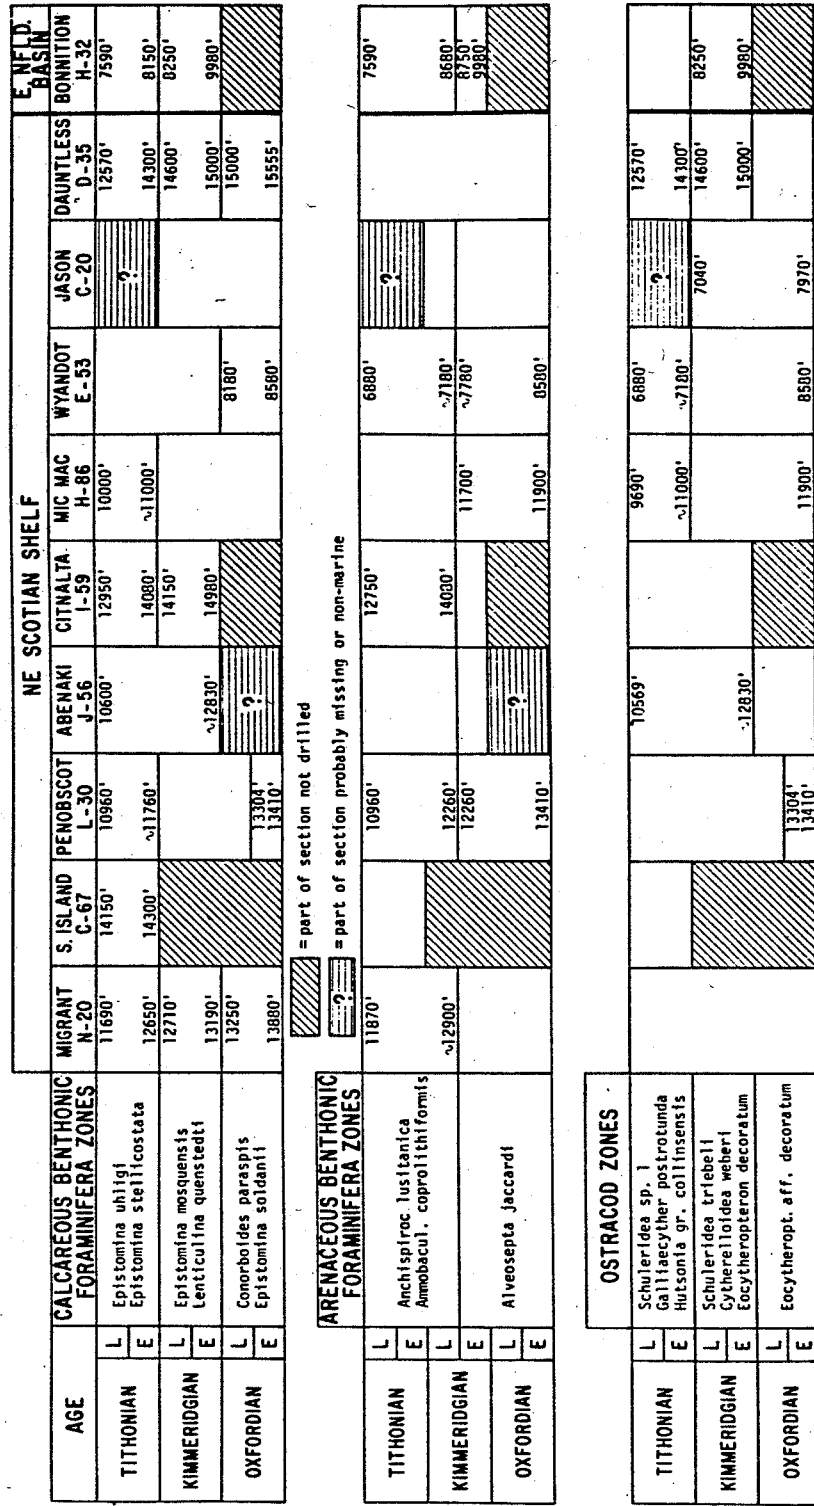 NE SCOTIAN SHELF
E. NFLD. BASIN
AGE
CALCAREOUS BENTHONIC FORAMINIFERA ZONES
MIGRANT N-20
S. ISLAND C-67
PENOBSCOT L-30
ABENAKI J-56
CITNALTA I-59
MIC MAC H-86
WYANDOT E-53
JASON C-20
DAUNTLESS D-35
BONNITION H-32
TITHONIAN
L
E
Epistomina uhligi
Epistomina stellicostata
11690' 14150' 10960' 10600' 12950' 10000' ? 12570' 7590'
12650' 14300' ~11760' 14080' ~11000' 14300' 8150'
KIMMERIDGIAN
L
E
Epistomina mosquensis
Lenticulina quenstedti
12710' 14150' 14600' 8250'
13190' ~12830' 14980' 15000' 9980'
OXFORDIAN
L
E
Comorboides paraspis
Epistomina soldanii
13250' 13304' ? 8180' 15000'
13880' 13410' 8580' 15555'
=part of section not drilled
? =part of section probably missing or non-marine
ARENACEOUS BENTHONIC
FORAMINIFERA ZONES
TITHONIAN
L
E
KIMMERIDGIAN
L
E
Anchispiroc. lusitanica
Ammobacul. coprolithiformis
11870' 10960' 12750' 6880' ? 7590'
~12900' 12260' 14080' ~7180' 8680'
OXFORDIAN
L
E
Alveosepta jaccardi
12260' 11700' ~7780' 8750'
9980'
13410' ? 11900' 8580'
OSTRACOD ZONES
TITHONIAN
L
E
Schuleridea sp. 1
Galliaecyther postrotunda
Hutsonia gr. collinsensis
10569' 9690' 6880' ? 12570'
~11000' ~7180' 14300'
KIMMERIDGIAN
L
E
Schuleridea triebeli
Cytherelloidea weberi
Eocytheropteron decoratum
7040' 14600' 8250'
~12830' 15000' 9980'
OXFORDIAN
L
E
Eocytheropt. aff. decoratum
13304'
13410' 11900' 8580' 7970'